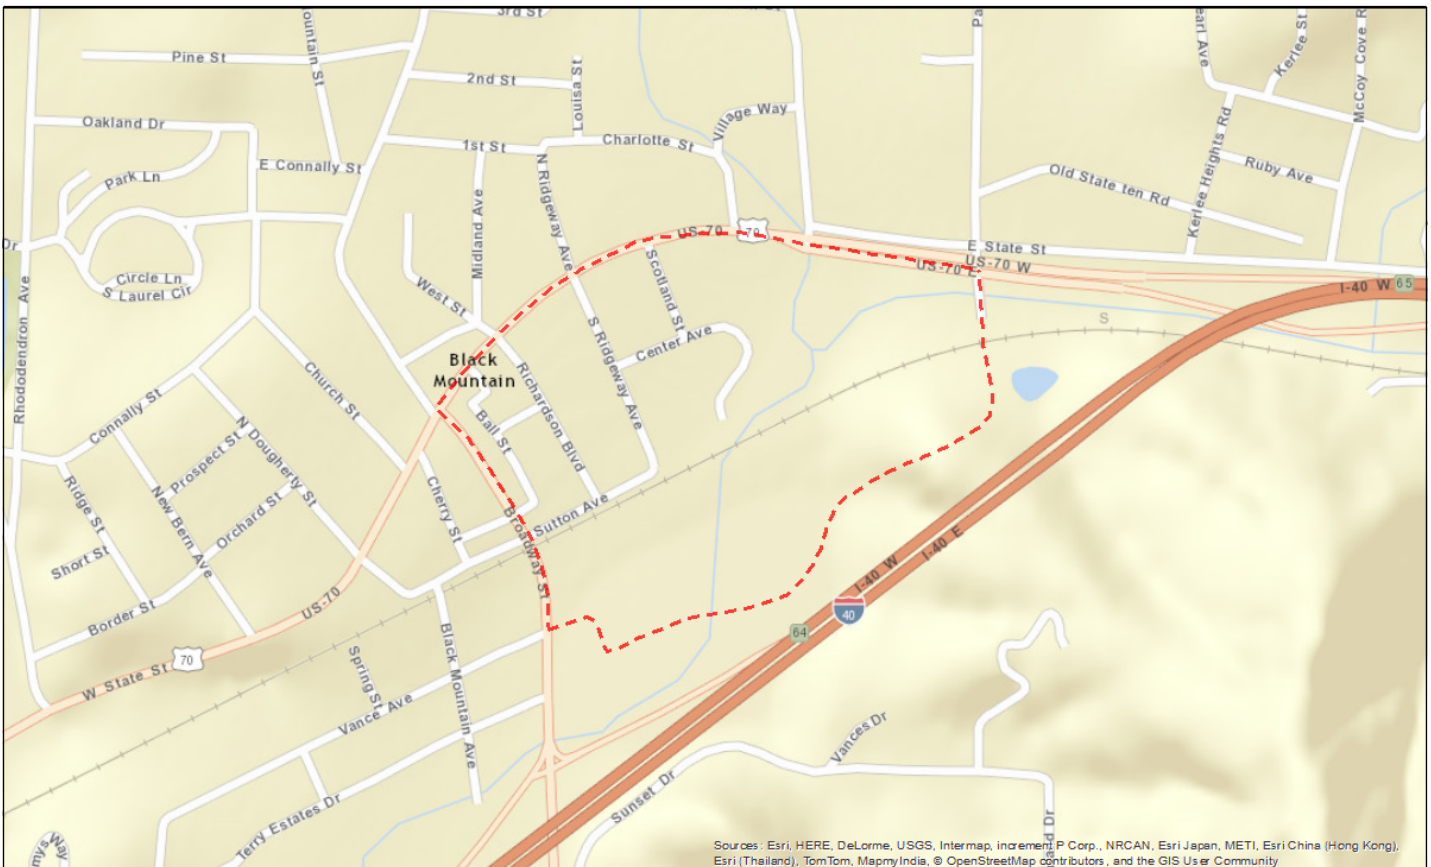 3rd St
Pine St
2nd St
Louisa St
Village Way
Kerlee St
McCoy Cove R
Oakland Dr
1st St
Charlotte St
E Connally St
Park Ln
Kerlee Heights Rd
Ruby Ave
Old State ten Rd
N Ridgeway Ave
Midland Ave
Dr
US-70
70
E State St
US-70 W
US-70 E
Circle Ln
S Laurel Cir
Rhododendron Ave
West St
Scotland St
I-40 W
65
S
Center Ave
S Ridgeway Ave
Black
Mountain
Church St
Richardson Blvd
Connally St
Ball St
N Dougherty St
Prospect St
New Bern Ave
Orchard St
Ridge St
Cherry St
Sutton Ave
Broadway St
Short St
I-40 E
I-40 W
40
64
Border St
US-70
70
W State St
Spring St
Black Mountain Ave
Vance Ave
Vances Dr
Sunset Dr
Terry Estates Dr
Way
Sources: Esri, HERE, DeLorme, USGS, Intermap, increment P Corp., NRCAN, Esri Japan, METI, Esri China (Hong Kong),
Esri (Thailand), TomTom, MapmyIndia, © OpenStreetMap contributors, and the GIS User Community